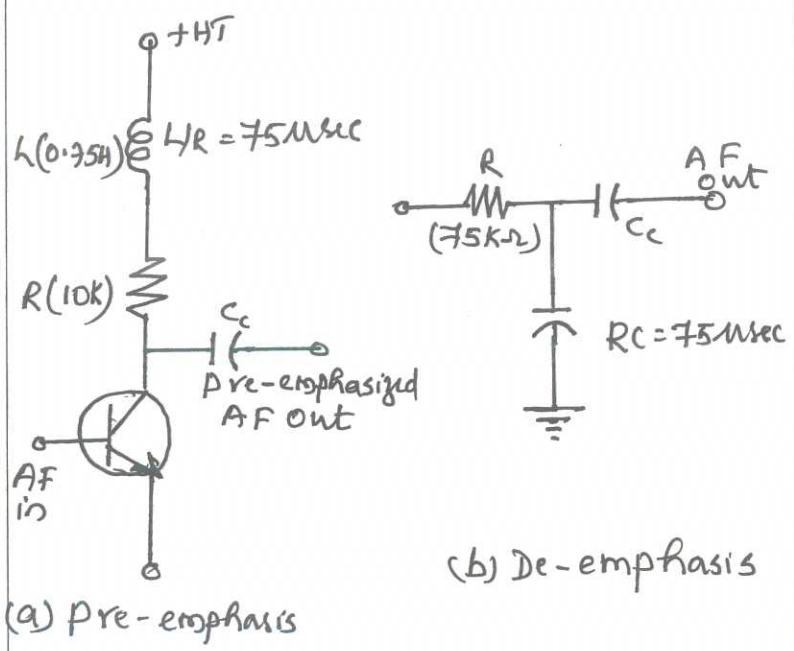 +HT
L(0.75H) L/R = 75μsec
R(10K)
Cc
Pre-emphasized
AF out
AF
in
(a) Pre-emphasis
R
(75KΩ)
AF
out
Cc
RC = 75μsec
(b) De-emphasis